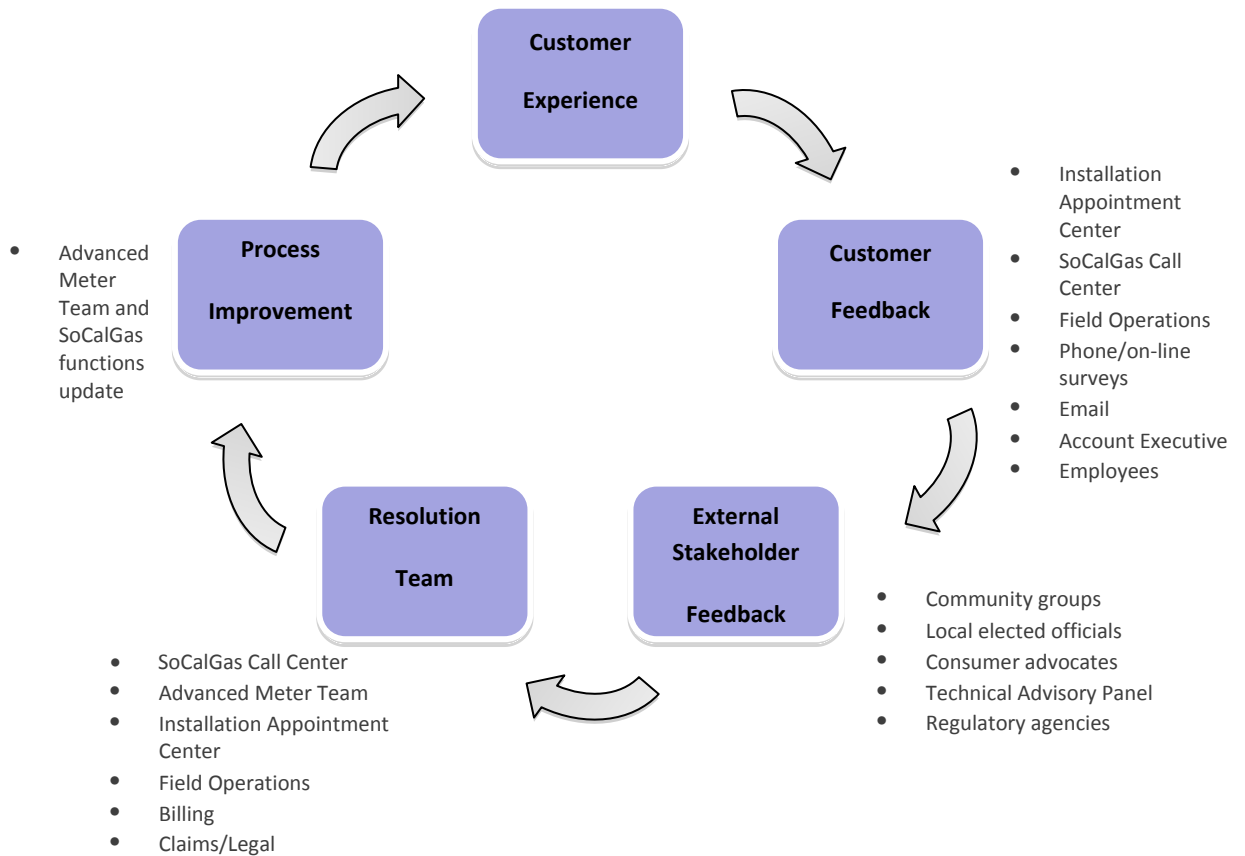 Customer
Experience
Customer
Feedback
• Installation
Appointment
Center
• SoCalGas Call
Center
• Field Operations
• Phone/on-line
surveys
• Email
• Account Executive
• Employees
External
Stakeholder
Feedback
• Community groups
• Local elected officials
• Consumer advocates
• Technical Advisory Panel
• Regulatory agencies
Resolution
Team
• SoCalGas Call Center
• Advanced Meter Team
• Installation Appointment
Center
• Field Operations
• Billing
• Claims/Legal
Process
Improvement
• Advanced
Meter
Team and
SoCalGas
functions
update